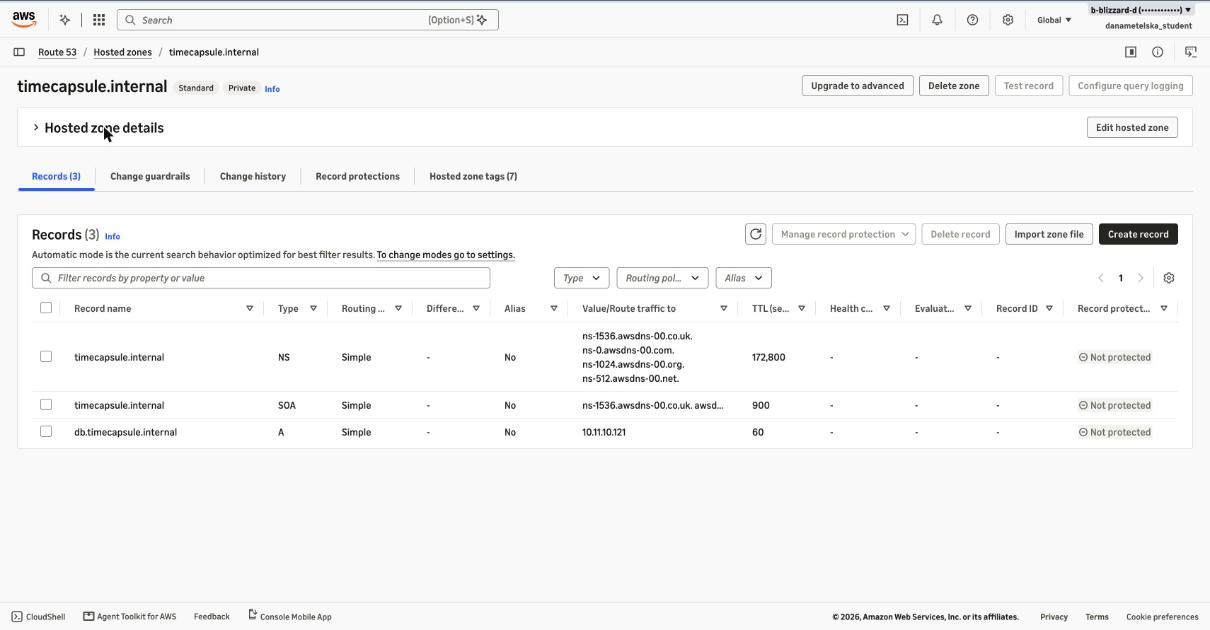 aws
Search [Option+S]
Global
b-blizzard-d (••••••••••••)
danametelska_student
Route 53 / Hosted zones / timecapsule.internal
timecapsule.internal Standard Private Info
Upgrade to advanced Delete zone Test record Configure query logging
Hosted zone details
Edit hosted zone
Records (3) Change guardrails Change history Record protections Hosted zone tags (7)
Records (3) Info
Manage record protection Delete record Import zone file Create record
Automatic mode is the current search behavior optimized for best filter results. To change modes go to settings.
Filter records by property or value
Type Routing pol... Alias
1
Record name Type Routing ... Differe... Alias Value/Route traffic to TTL (se... Health c... Evaluat... Record ID Record protect...
timecapsule.internal NS Simple - No ns-1536.awsdns-00.co.uk.
ns-0.awsdns-00.com.
ns-1024.awsdns-00.org.
ns-512.awsdns-00.net.
172,800 - - - Not protected
timecapsule.internal SOA Simple - No ns-1536.awsdns-00.co.uk. awsd... 900 - - - Not protected
db.timecapsule.internal A Simple - No 10.11.10.121 60 - - - Not protected
CloudShell Agent Toolkit for AWS Feedback Console Mobile App
© 2026, Amazon Web Services, Inc. or its affiliates. Privacy Terms Cookie preferences